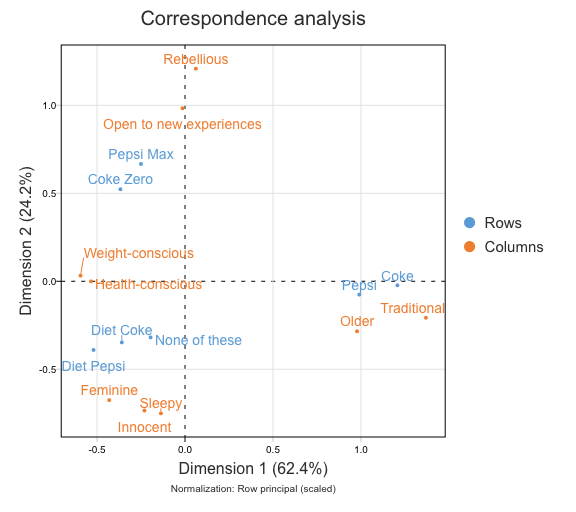 Correspondence analysis
Rebellious
1.0
Open to new experiences
Pepsi Max
Coke Zero
0.5
Weight-conscious
Health-conscious
0.0
Coke
Pepsi
Traditional
Older
Diet Coke
None of these
Diet Pepsi
-0.5
Feminine
Sleepy
Innocent
-0.5 0.0 0.5 1.0
Dimension 1 (62.4%)
Dimension 2 (24.2%)
Normalization: Row principal (scaled)
Rows
Columns